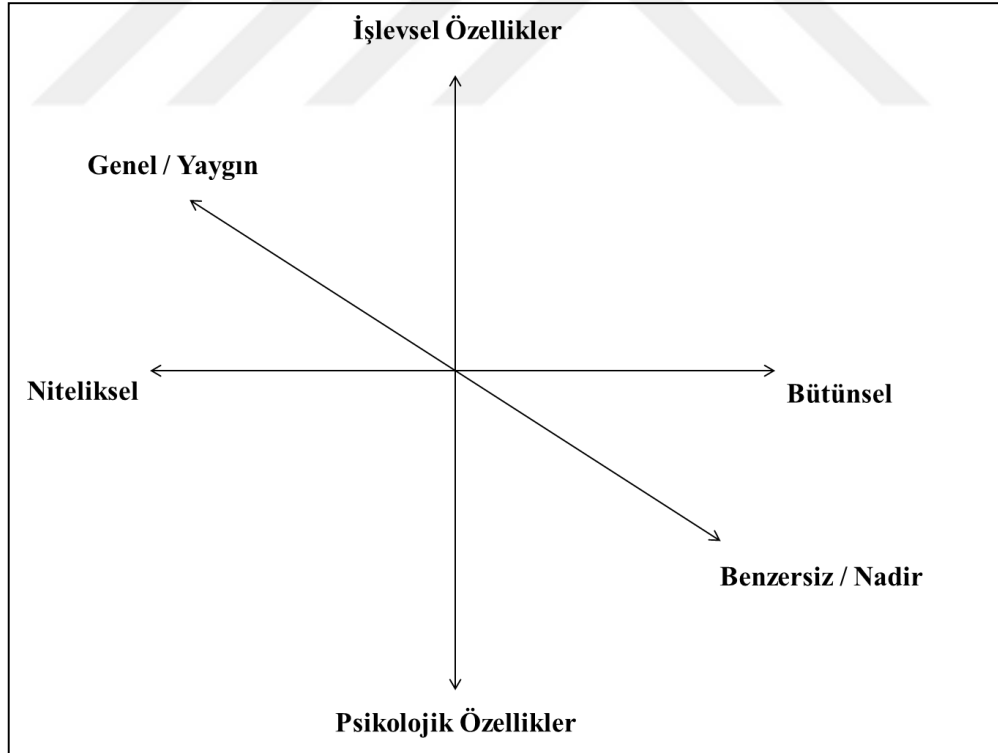 İşlevsel Özellikler
Genel / Yaygın
Niteliksel
Bütünsel
Benzersiz / Nadir
Psikolojik Özellikler